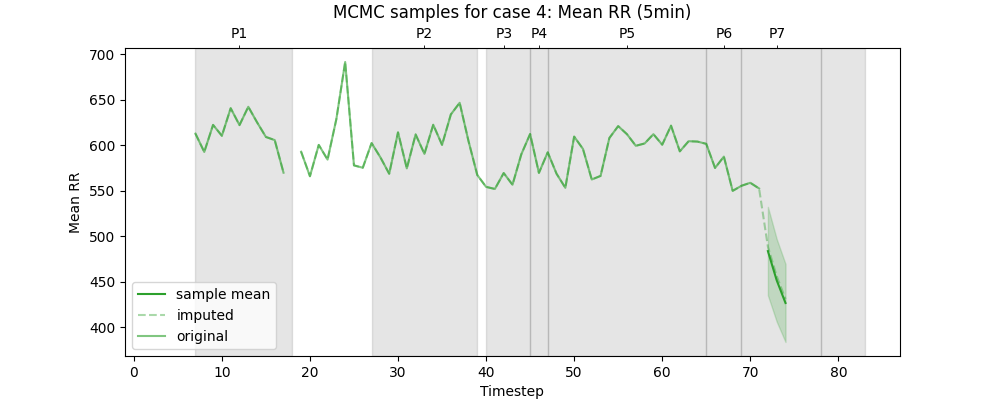 MCMC samples for case 4: Mean RR (5min)
P1 P2 P3 P4 P5 P6 P7
700
650
600
550
500
450
400
Mean RR
sample mean
imputed
original
0 10 20 30 40 50 60 70 80
Timestep